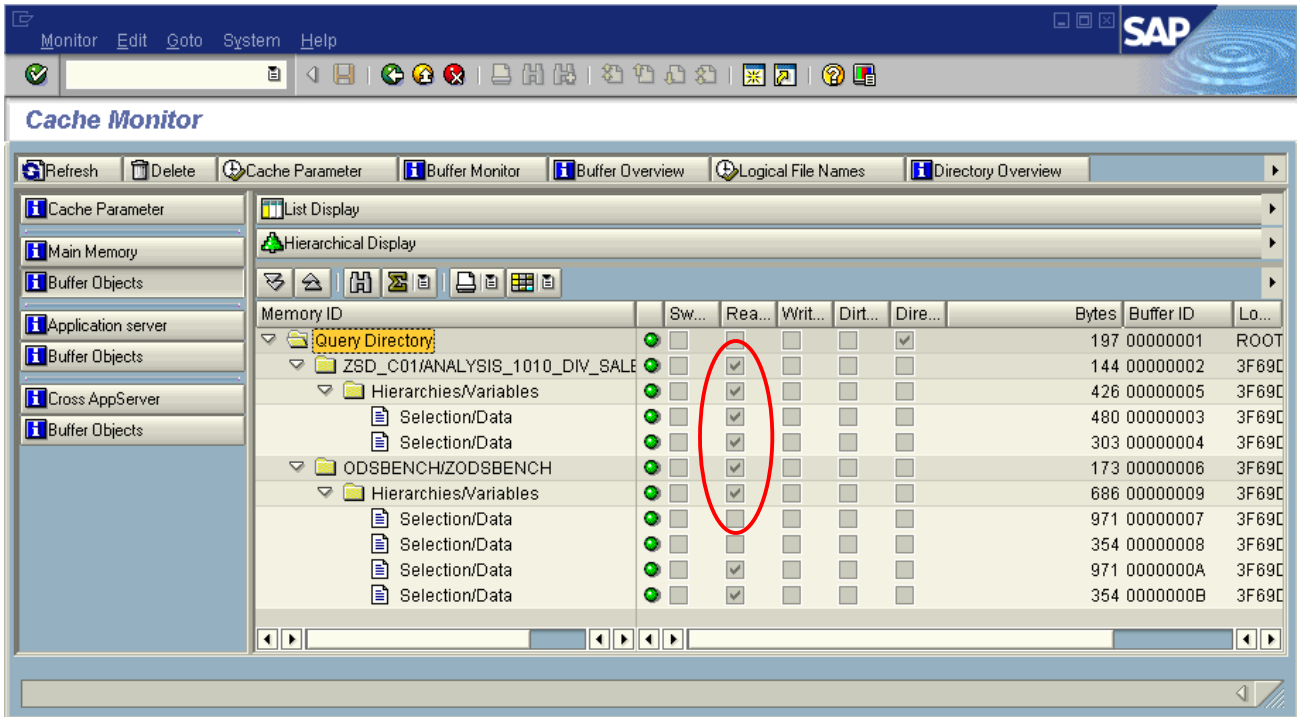 Monitor Edit Goto System Help
SAP
Cache Monitor
Refresh Delete Cache Parameter Buffer Monitor Buffer Overview Logical File Names Directory Overview
Cache Parameter
Main Memory
Buffer Objects
Application server
Buffer Objects
Cross AppServer
Buffer Objects
List Display
Hierarchical Display
Memory ID Sw... Rea... Writ... Dirt... Dire... Bytes Buffer ID Lo...
Query Directory 197 00000001 ROOT
ZSD_C01/ANALYSIS_1010_DIV_SALE 144 00000002 3F69D
Hierarchies/Variables 426 00000005 3F69D
Selection/Data 480 00000003 3F69D
Selection/Data 303 00000004 3F69D
ODSBENCH/ZODSBENCH 173 00000006 3F69D
Hierarchies/Variables 686 00000009 3F69D
Selection/Data 971 00000007 3F69D
Selection/Data 354 00000008 3F69D
Selection/Data 971 0000000A 3F69D
Selection/Data 354 0000000B 3F69D